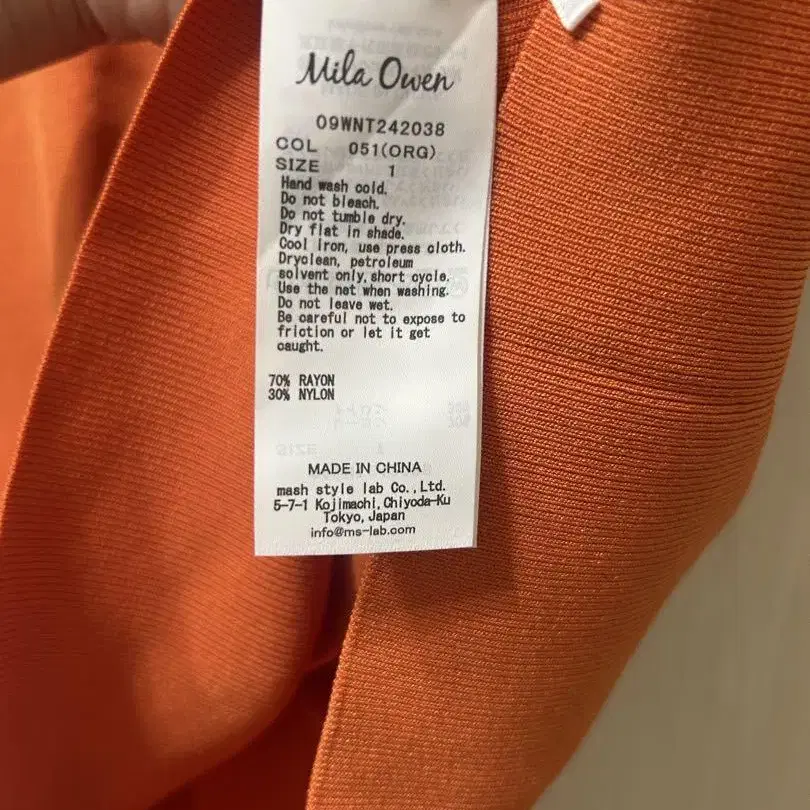 Mila Owen
09WNT242038
COL 051(ORG)
SIZE 1
Hand wash cold.
Do not bleach.
Do not tumble dry.
Dry flat in shade.
Cool iron, use press cloth.
Dryclean, petroleum
solvent only,short cycle.
Use the net when washing.
Do not leave wet.
Be careful not to expose to
friction or let it get
caught.
70% RAYON
30% NYLON
MADE IN CHINA
mash style lab Co.,Ltd.
5-7-1 Kojimachi,Chiyoda-Ku
Tokyo,Japan
info@ms-lab.com